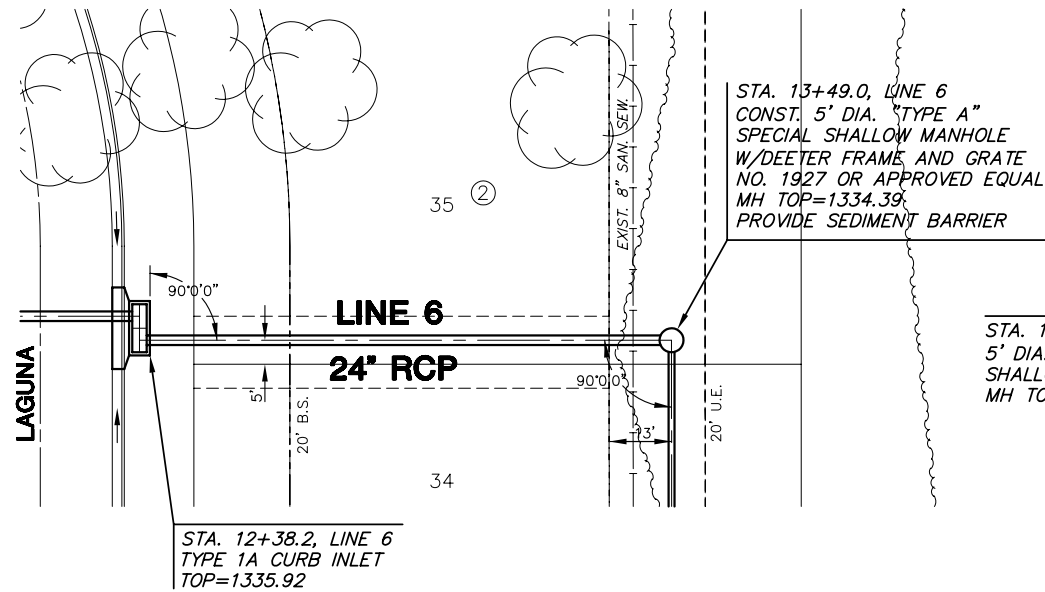 STA. 13+49.0, LINE 6
CONST. 5' DIA. "TYPE A"
SPECIAL SHALLOW MANHOLE
W/DEETER FRAME AND GRATE
NO. 1927 OR APPROVED EQUAL
MH TOP=1334.39
PROVIDE SEDIMENT BARRIER
EXIST. 8" SAN. SEW.
35
2
90°0'0"
LINE 6
24" RCP
90°0'0"
5'
LAGUNA
20' B.S.
13'
20' U.E.
34
STA. 1
5' DIA.
SHALL
MH TO
STA. 12+38.2, LINE 6
TYPE 1A CURB INLET
TOP=1335.92